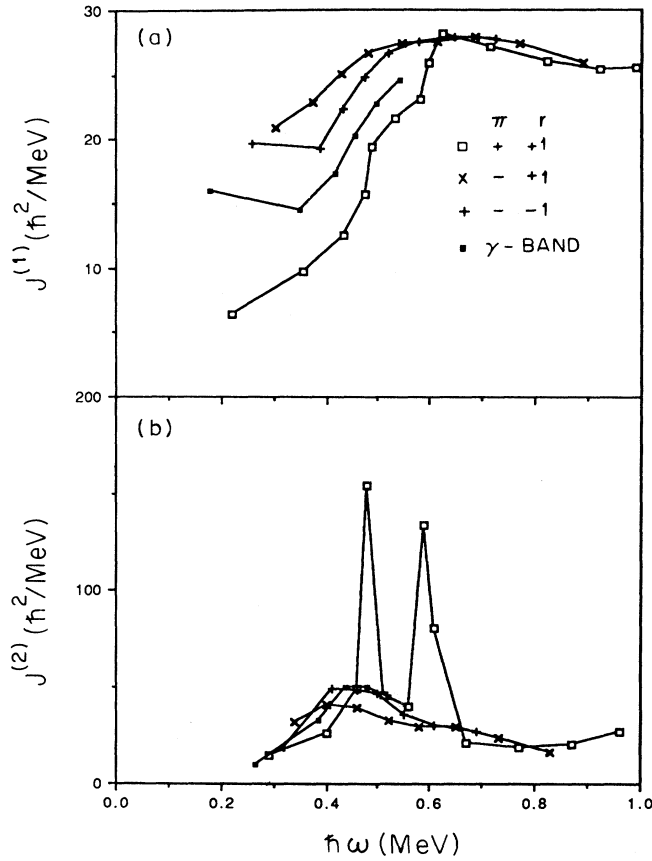 30
(a)
20
10
J(1) (ħ²/MeV)
π r
□ + +1
× − +1
+ − −1
▪ γ-BAND
200
(b)
100
0
J(2) (ħ²/MeV)
0.0 0.2 0.4 0.6 0.8 1.0
ħω (MeV)